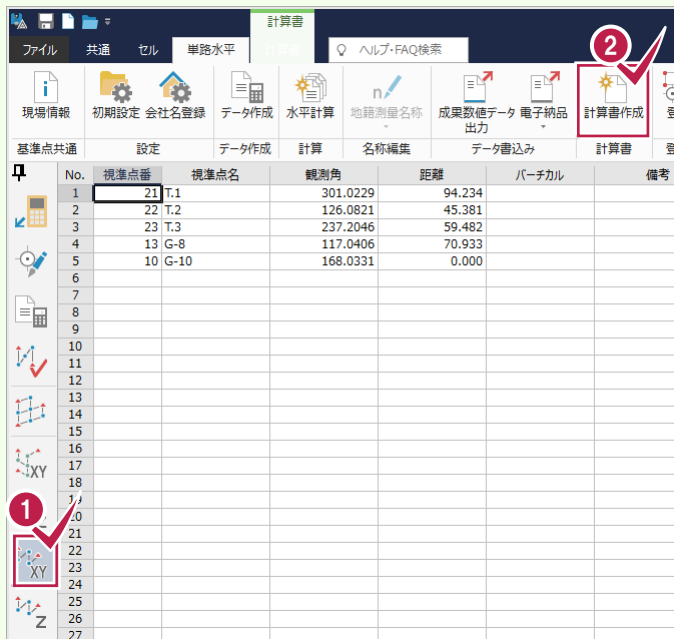 計算書
ファイル 共通 セル 単路水平 ヘルプ・FAQ検索
2
現場情報 初期設定 会社名登録 データ作成 水平計算 地籍測量名称 成果数値データ出力 電子納品 計算書作成
基準点共通 設定 データ作成 計算 名称編集 データ書込み 計算書
No. 視準点番 視準点名 観測角 距離 バーチカル 備考
1 21 T.1 301.0229 94.234
2 22 T.2 126.0821 45.381
3 23 T.3 237.2046 59.482
4 13 G-8 117.0406 70.933
5 10 G-10 168.0331 0.000
6
7
8
9
10
11
12
13
14
15
16
XY 17
18
1
21
22
XY 23
24
25
Z 26
27